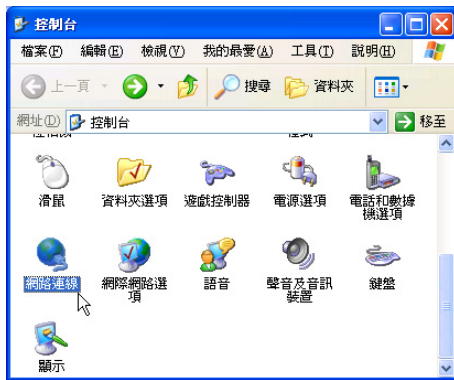 控制台
檔案(F) 編輯(E) 檢視(V) 我的最愛(A) 工具(T) 說明(H)
上一頁 搜尋 資料夾
網址(D) 控制台 移至
滑鼠 資料夾選項 遊戲控制器 電源選項 電話和數據
機選項
網路連線 網際網路選 語音 聲音及音訊 鍵盤
項 裝置
顯示